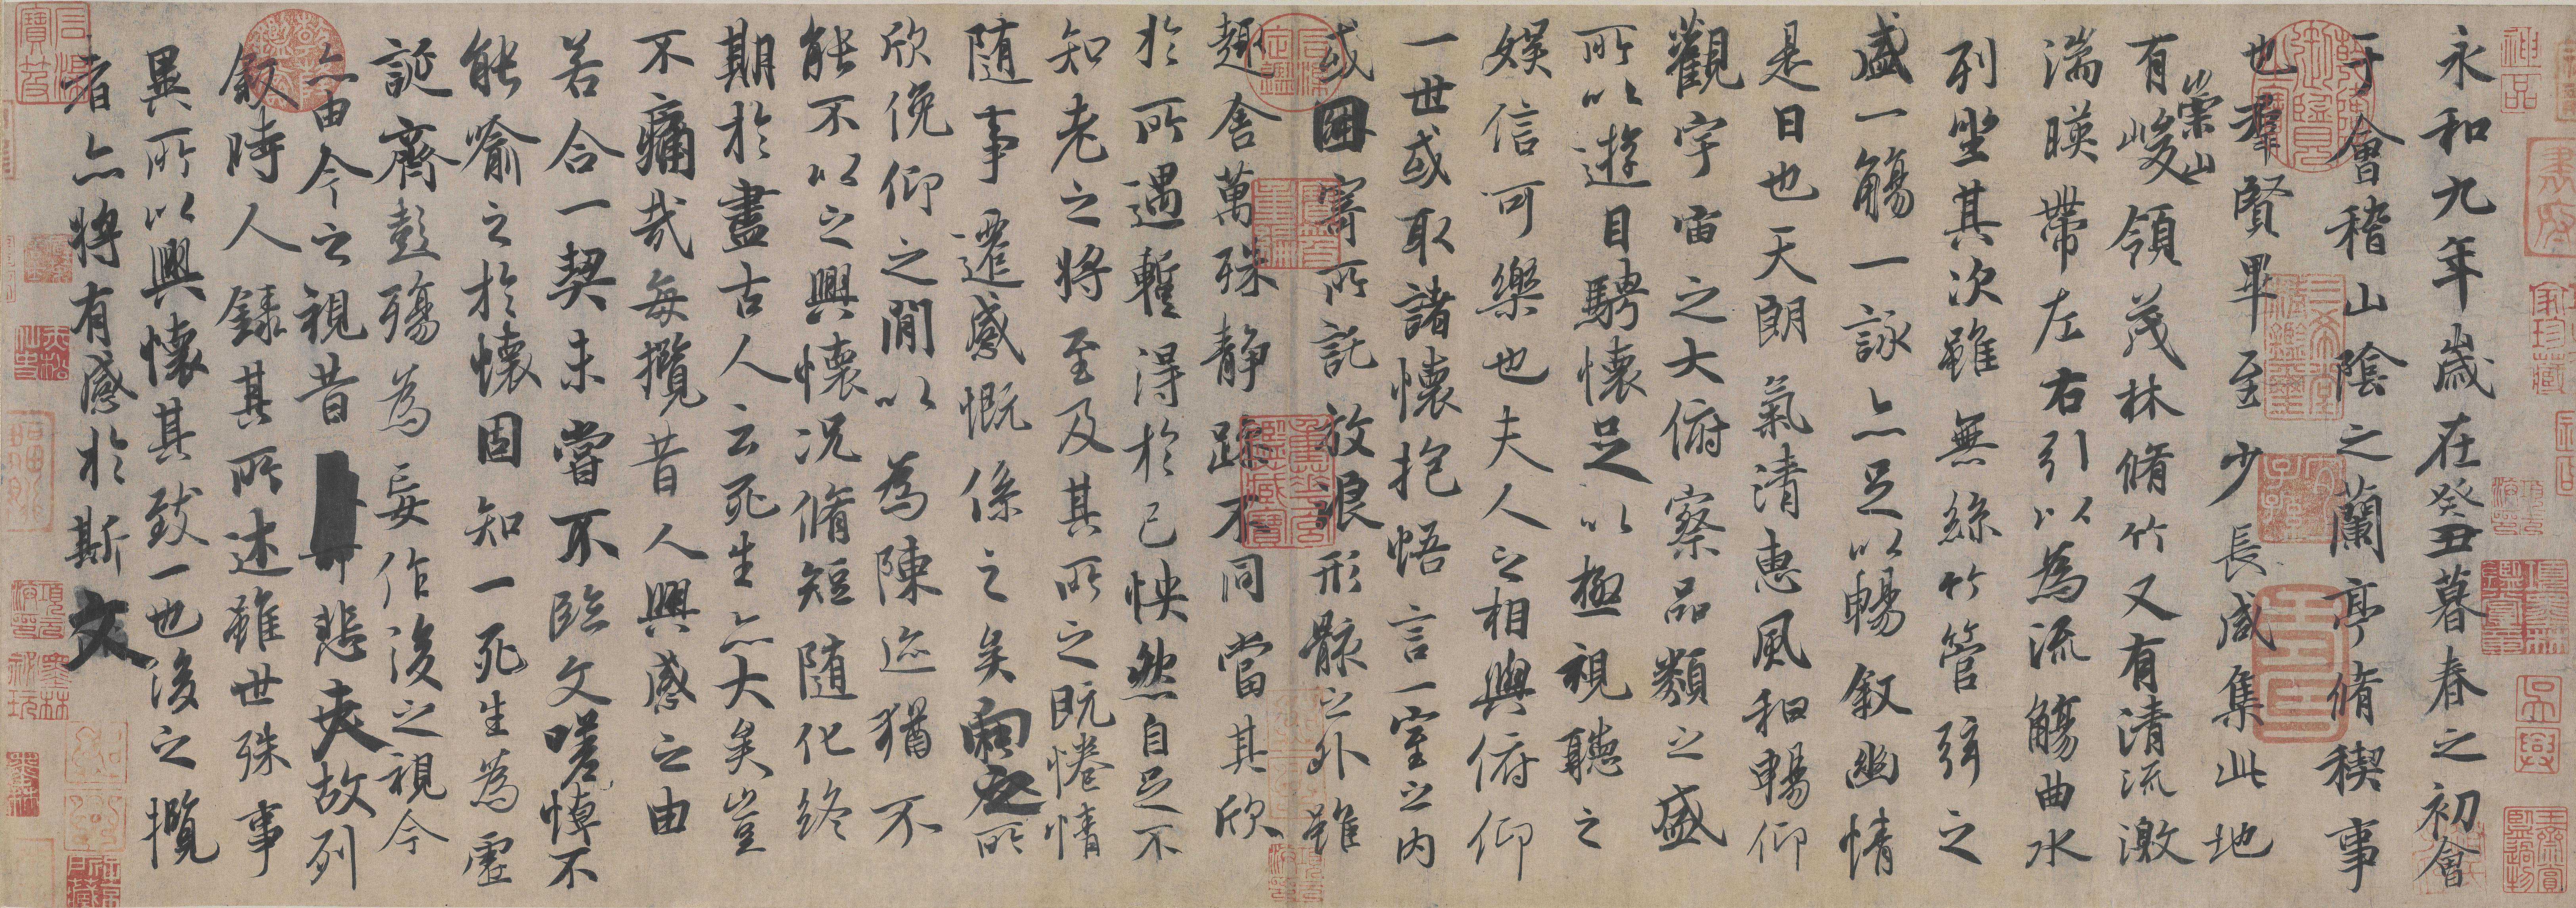 永和九年歲在癸丑暮春之初會
于會稽山陰之蘭亭脩稧事
也羣賢畢至少長咸集此地
有崇山峻領茂林脩竹又有清流激
湍暎帶左右引以為流觴曲水
列坐其次雖無絲竹管弦之
盛一觴一詠亦足以暢敘幽情
是日也天朗氣清惠風和暢仰
觀宇宙之大俯察品類之盛
所以遊目騁懷足以極視聽之
娛信可樂也夫人之相與俯仰
一世或取諸懷抱悟言一室之內
或因寄所託放浪形骸之外雖
趣舍萬殊靜躁不同當其欣
於所遇蹔得於己怏然自足不
知老之將至及其所之既惓情
隨事遷感慨係之矣向之所
欣俛仰之閒以為陳迹猶不
能不以之興懷況脩短隨化終
期於盡古人云死生亦大矣豈
不痛哉每攬昔人興感之由
若合一契未嘗不臨文嗟悼不
能喻之於懷固知一死生為虛
誕齊彭殤為妄作後之視今
亦由今之視昔悲夫故列
敘時人錄其所述雖世殊事
異所以興懷其致一也後之攬
者亦將有感於斯文
神品